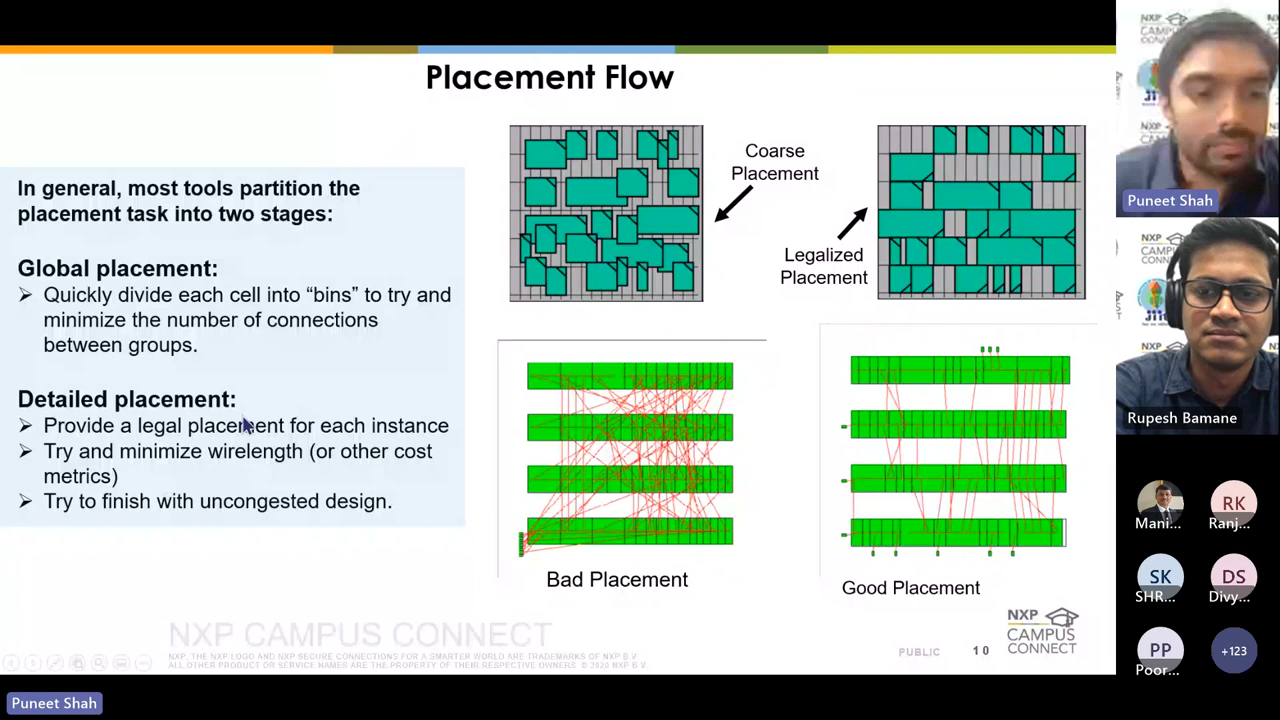 Placement Flow
In general, most tools partition the
placement task into two stages:
Global placement:
➢ Quickly divide each cell into “bins” to try and
minimize the number of connections
between groups.
Detailed placement:
➢ Provide a legal placement for each instance
➢ Try and minimize wirelength (or other cost
metrics)
➢ Try to finish with uncongested design.
Coarse
Placement
Legalized
Placement
Bad Placement
Good Placement
NXP CAMPUS CONNECT
NXP, THE NXP LOGO AND NXP SECURE CONNECTIONS FOR A SMARTER WORLD ARE TRADEMARKS OF NXP B.V.
ALL OTHER PRODUCT OR SERVICE NAMES ARE THE PROPERTY OF THEIR RESPECTIVE OWNERS. © 2020 NXP B.V.
PUBLIC
10
NXP
CAMPUS
CONNECT
Puneet Shah
NXP
Puneet Shah
NXP
Rupesh Bamane
Mani...
RK
Ranj...
SK
SHR...
DS
Divy...
PP
Poor...
+123